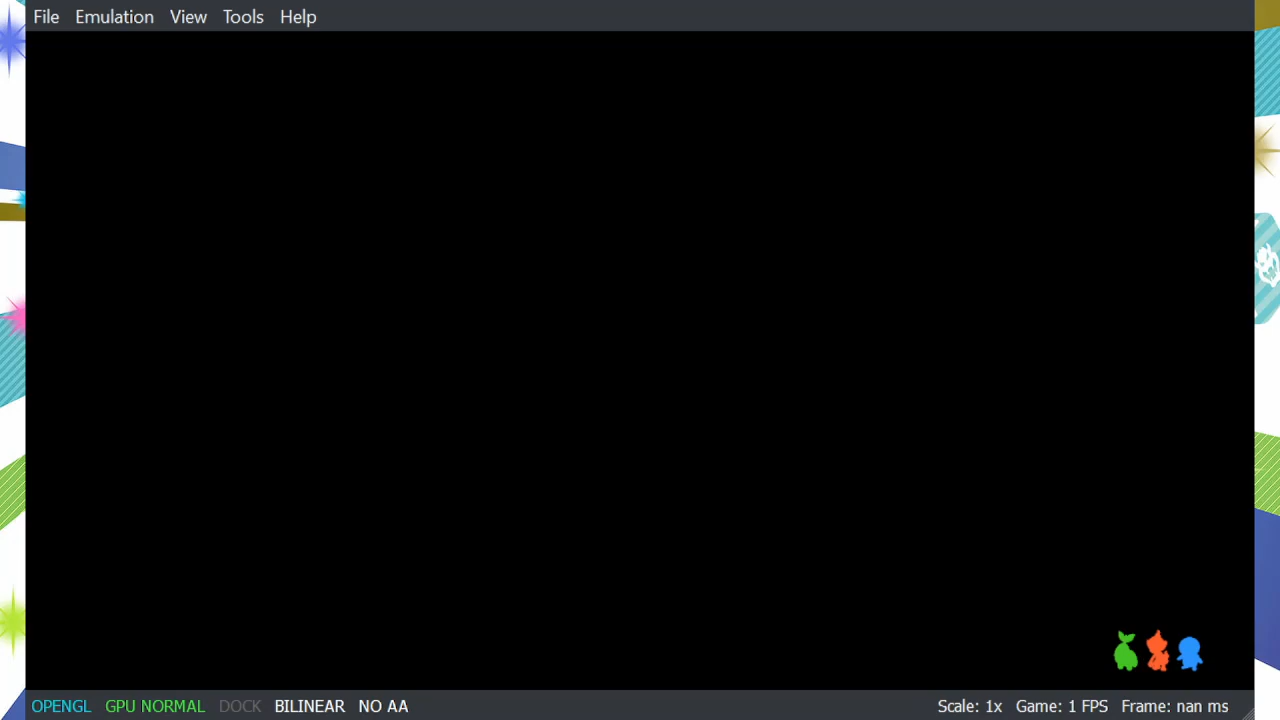 File Emulation View Tools Help
OPENGL GPU NORMAL DOCK BILINEAR NO AA Scale: 1x Game: 1 FPS Frame: nan ms